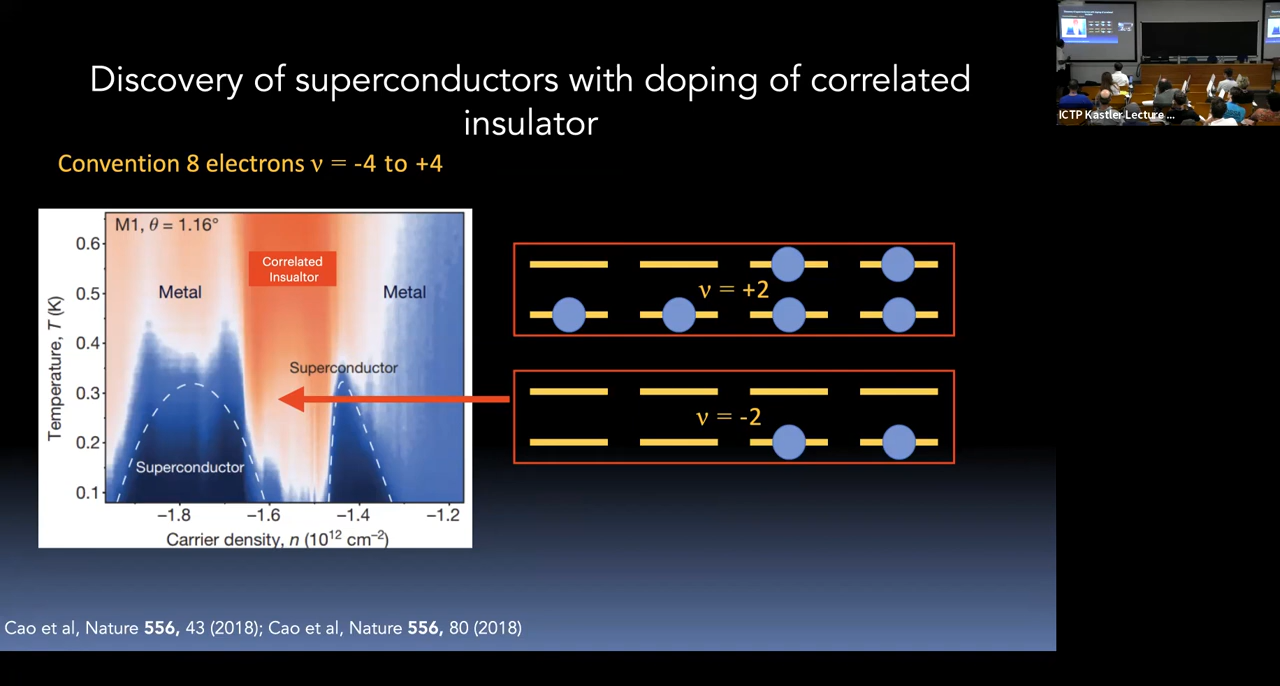 Discovery of superconductors with doping of correlated
insulator
Convention 8 electrons ν = -4 to +4
M1, θ = 1.16°
Correlated
Insualtor
Metal
Metal
Superconductor
Superconductor
Temperature, T (K)
0.6
0.5
0.4
0.3
0.2
0.1
−1.8
−1.6
−1.4
−1.2
Carrier density, n (10¹² cm⁻²)
ν = +2
ν = -2
Cao et al, Nature 556, 43 (2018); Cao et al, Nature 556, 80 (2018)
ICTP Kastler Lecture ...